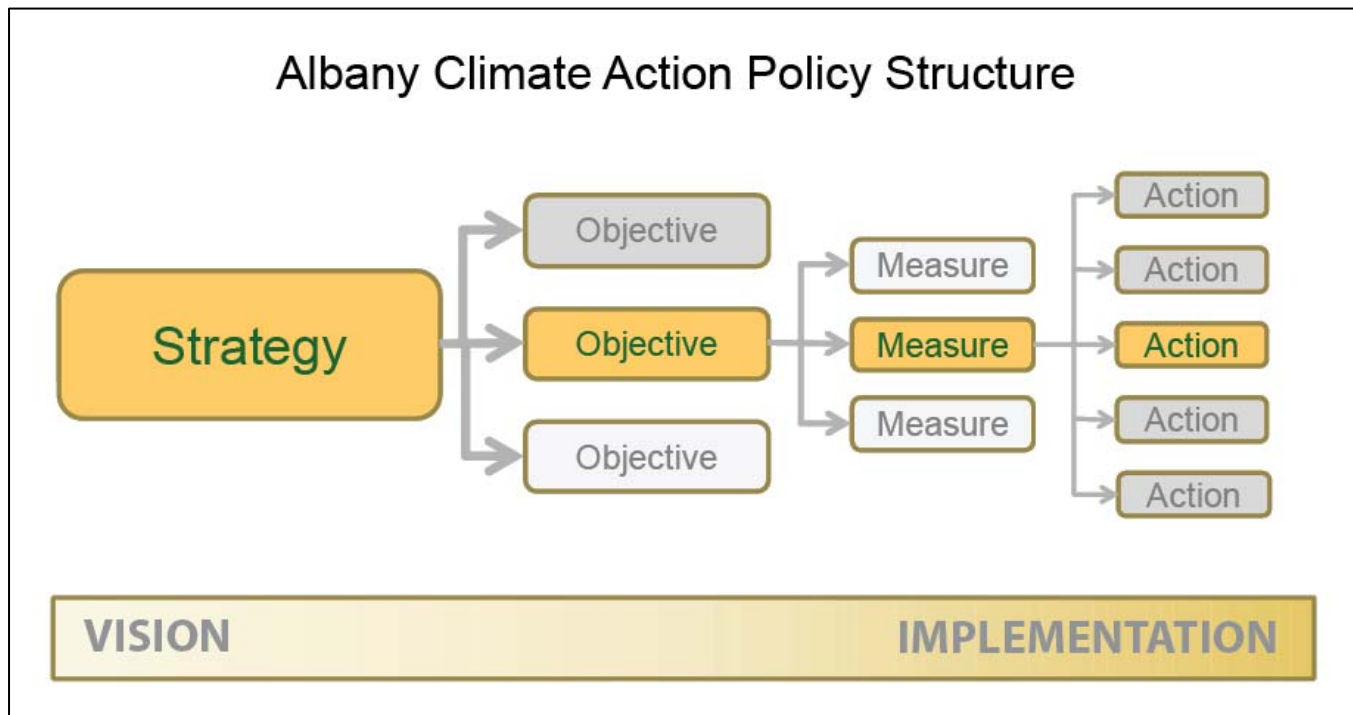 Albany Climate Action Policy Structure
Strategy
Objective
Objective
Objective
Measure
Measure
Measure
Action
Action
Action
Action
Action
VISION
IMPLEMENTATION